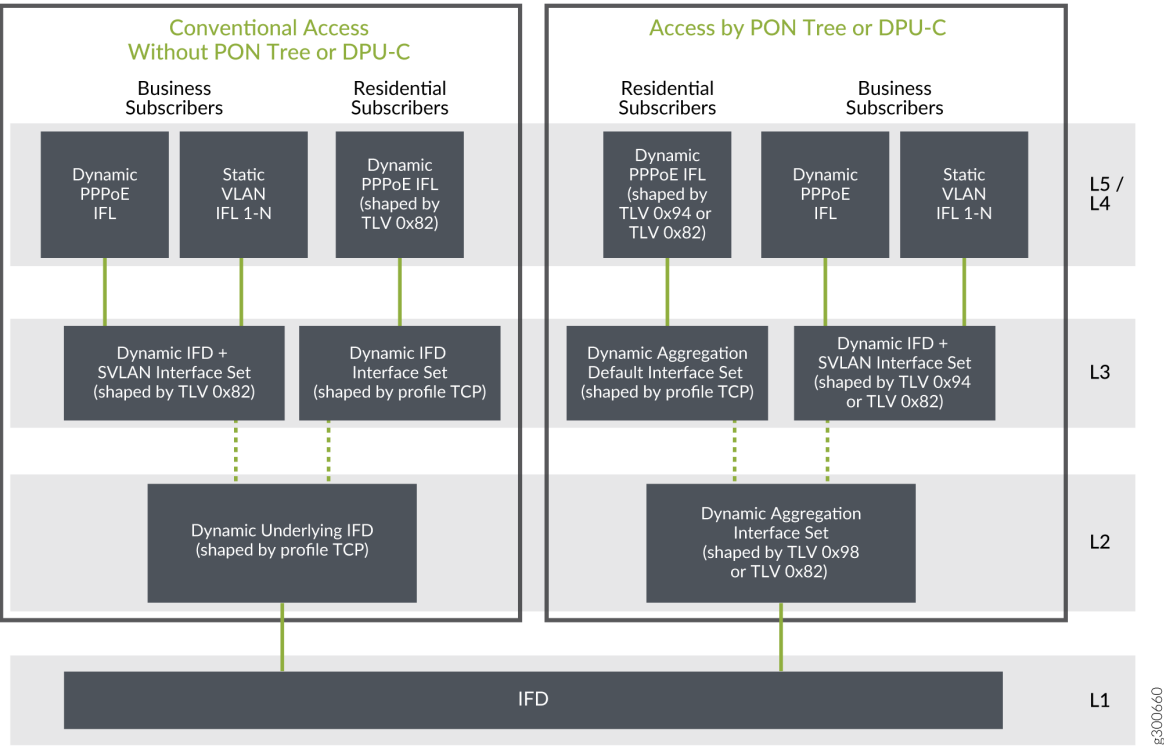 Conventional Access
Without PON Tree or DPU-C
Business
Subscribers
Residential
Subscribers
Dynamic
PPPoE
IFL
Static
VLAN
IFL 1-N
Dynamic
PPPoE IFL
(shaped by
TLV 0x82)
Dynamic IFD +
SVLAN Interface Set
(shaped by TLV 0x82)
Dynamic IFD
Interface Set
(shaped by profile TCP)
Dynamic Underlying IFD
(shaped by profile TCP)
Access by PON Tree or DPU-C
Residential
Subscribers
Business
Subscribers
Dynamic
PPPoE IFL
(shaped by
TLV 0x94 or
TLV 0x82)
Dynamic
PPPoE
IFL
Static
VLAN
IFL 1-N
L5 /
L4
Dynamic Aggregation
Default Interface Set
(shaped by profile TCP)
Dynamic IFD +
SVLAN Interface Set
(shaped by TLV 0x94
or TLV 0x82)
L3
Dynamic Aggregation
Interface Set
(shaped by TLV 0x98
or TLV 0x82)
L2
IFD
L1
g300660